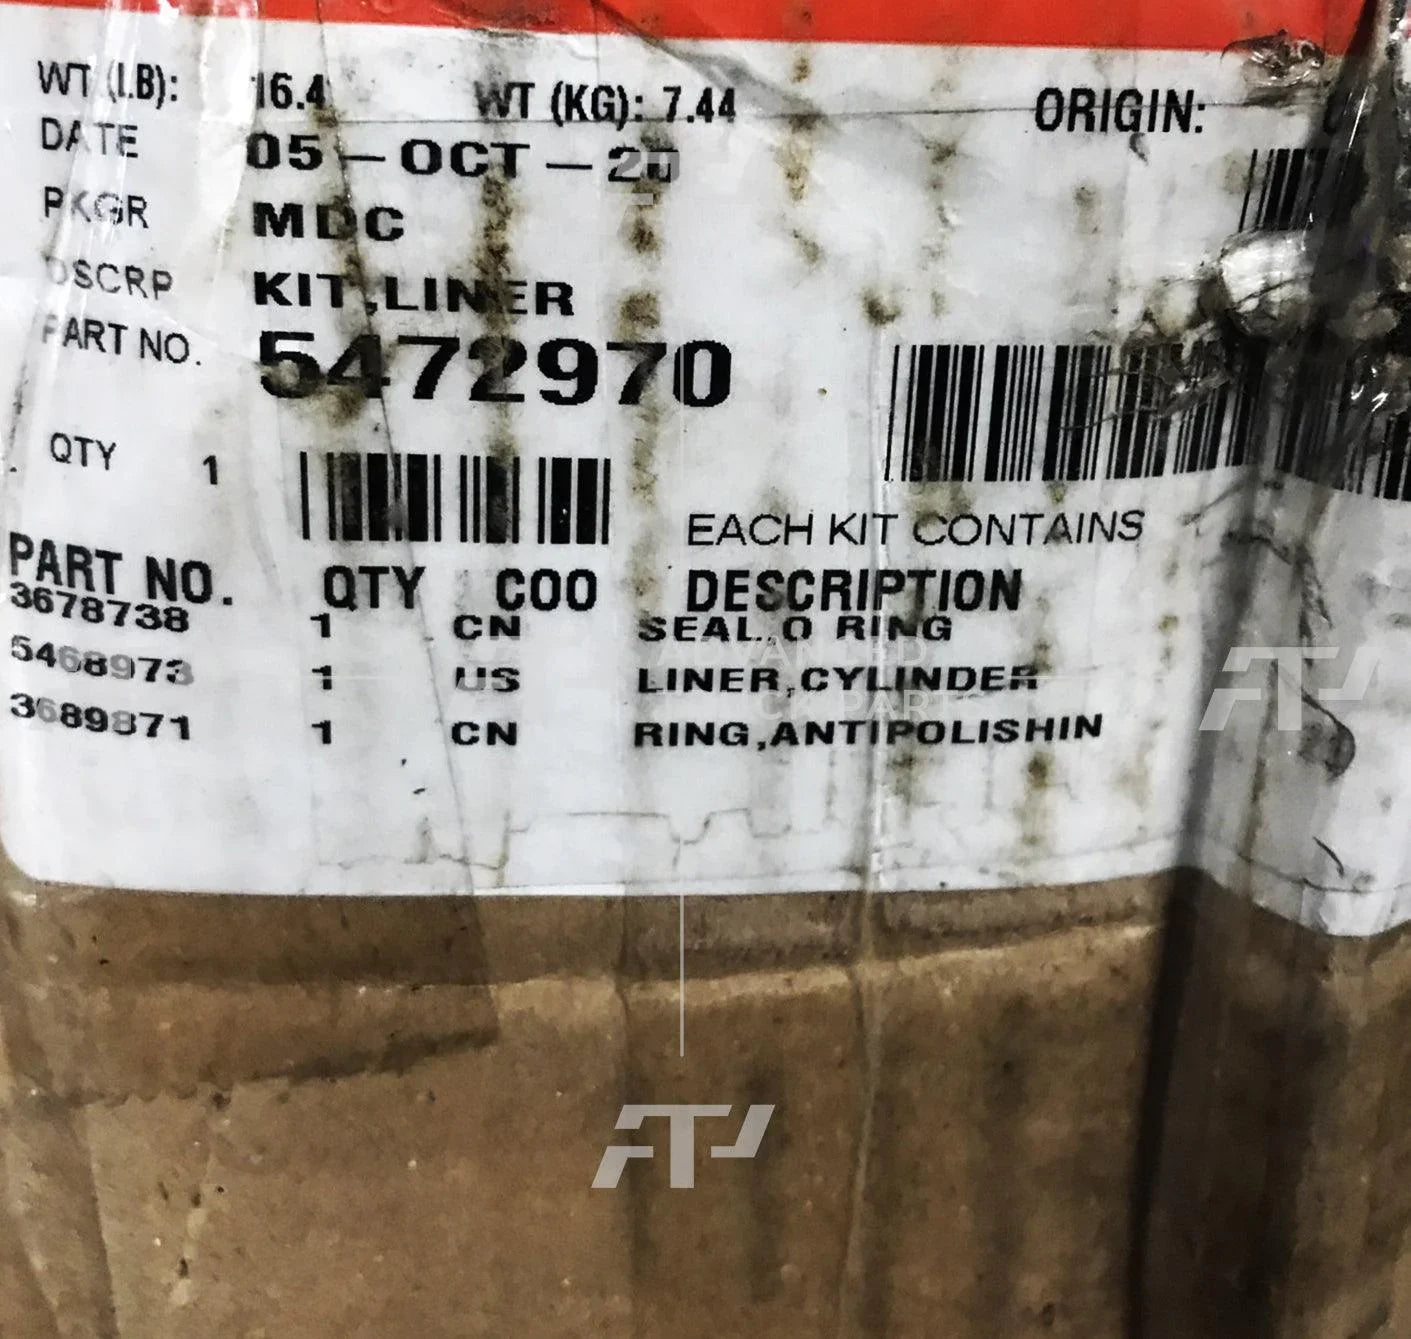 WT (LB): 16.4 WT (KG): 7.44 ORIGIN:
DATE 05-OCT-20
PKGR MDC
DSCRP KIT,LINER
PART NO. 5472970
QTY 1
EACH KIT CONTAINS
PART NO. QTY COO DESCRIPTION
3678738 1 CN SEAL,O RING
5468973 1 US LINER,CYLINDER
3689871 1 CN RING,ANTIPOLISHIN